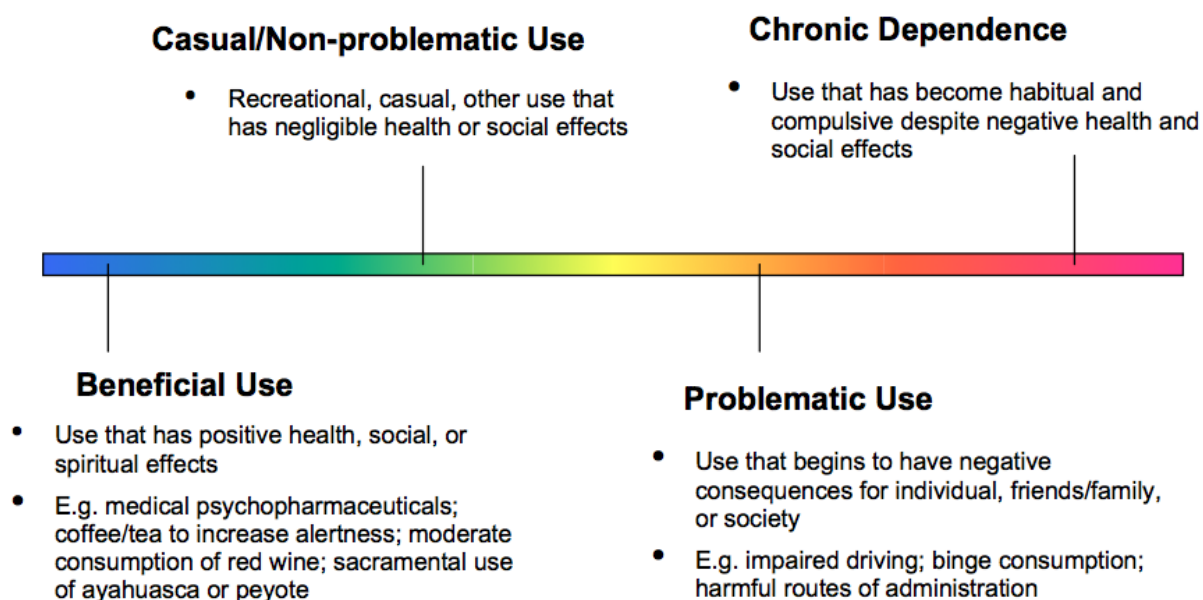 Casual/Non-problematic Use
• Recreational, casual, other use that
has negligible health or social effects
Chronic Dependence
• Use that has become habitual and
compulsive despite negative health and
social effects
Beneficial Use
• Use that has positive health, social, or
spiritual effects
• E.g. medical psychopharmaceuticals;
coffee/tea to increase alertness; moderate
consumption of red wine; sacramental use
of ayahuasca or peyote
Problematic Use
• Use that begins to have negative
consequences for individual, friends/family,
or society
• E.g. impaired driving; binge consumption;
harmful routes of administration